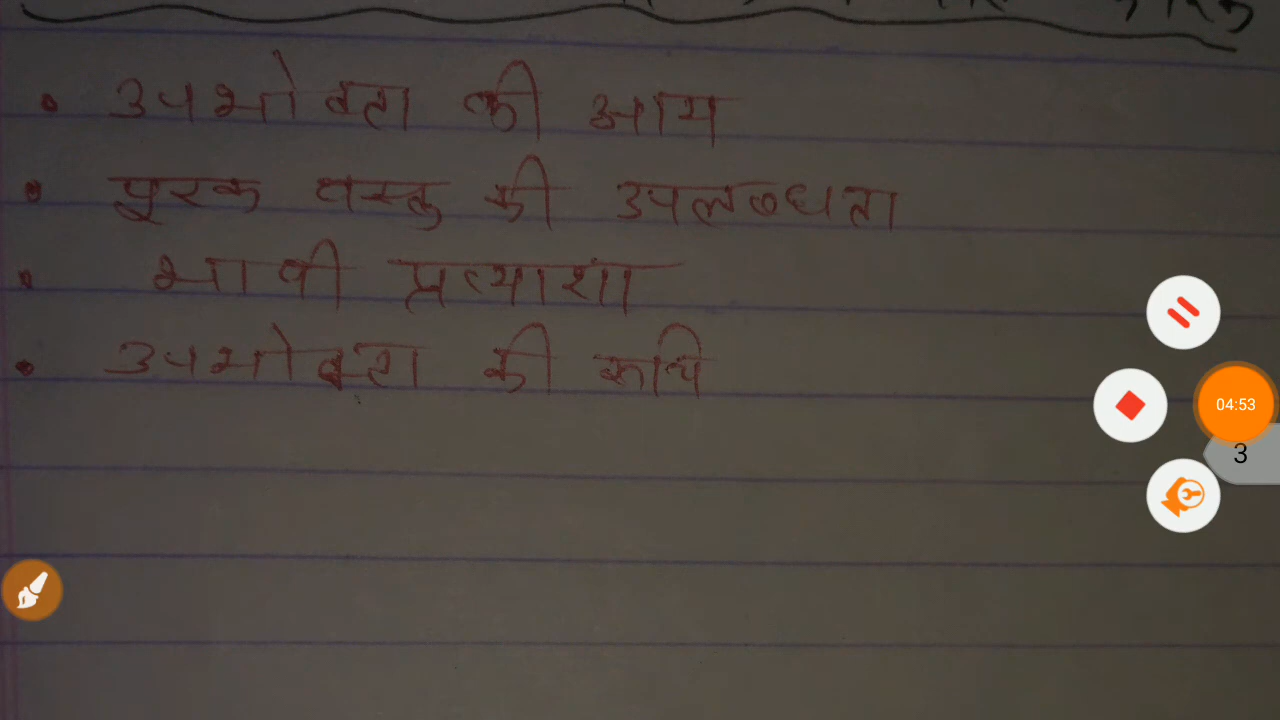 • उपभोक्ता की आय
• पूरक वस्तु की उपलब्धता
• भावी प्रत्याशा
• उपभोक्ता की रूचि
04:53
3